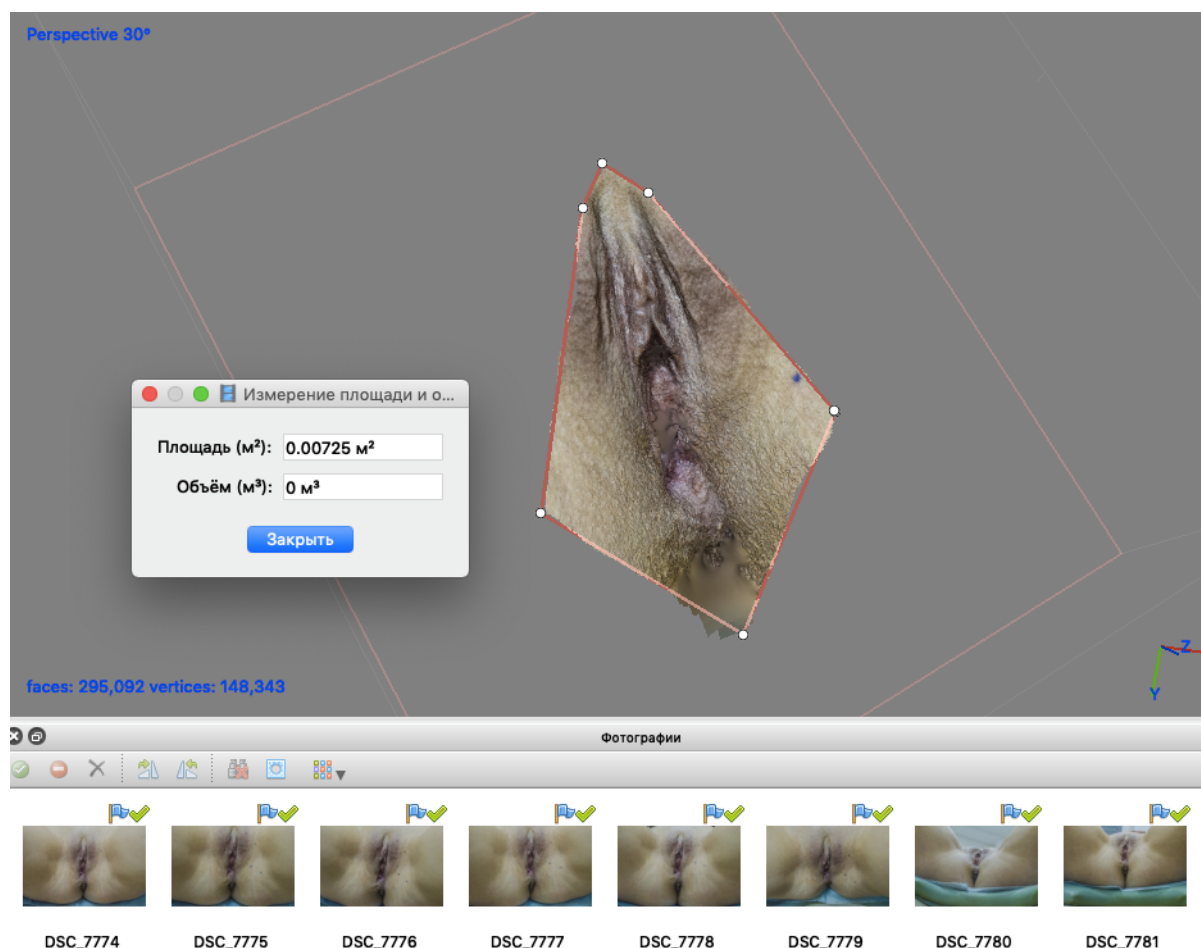 Perspective 30°
Измерение площади и о...
Площадь (м²): 0.00725 м²
Объём (м³): 0 м³
Закрыть
faces: 295,092 vertices: 148,343
Z
Y
Фотографии
DSC_7774 DSC_7775 DSC_7776 DSC_7777 DSC_7778 DSC_7779 DSC_7780 DSC_7781